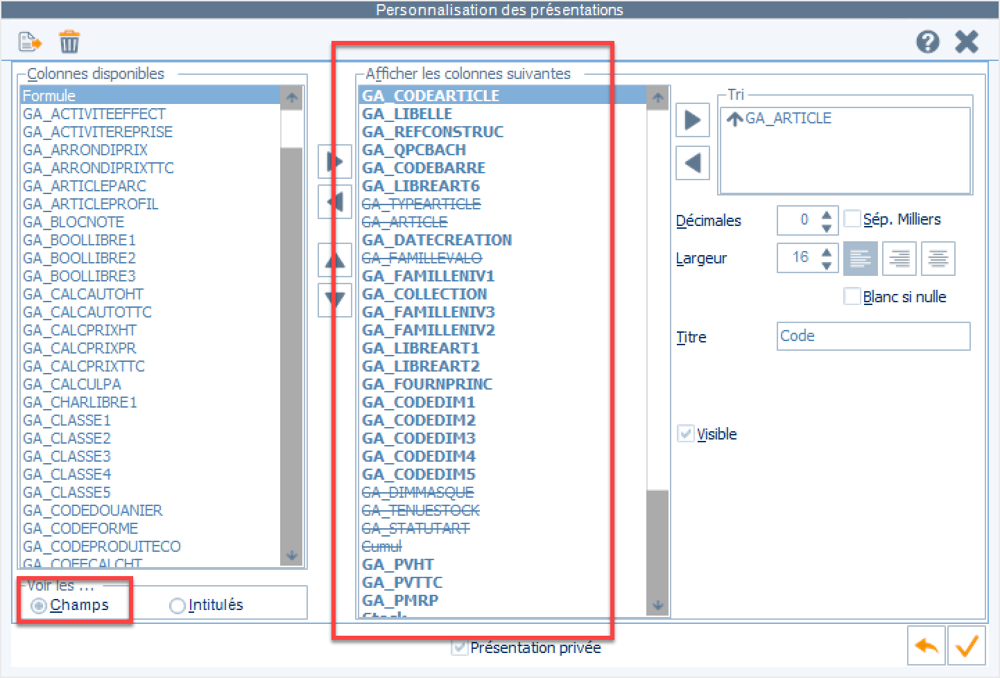 Personnalisation des présentations
Colonnes disponibles
Formule
GA_ACTIVITEEFFECT
GA_ACTIVITEREPRISE
GA_ARRONDIPRIX
GA_ARRONDIPRIXTTC
GA_ARTICLEPARC
GA_ARTICLEPROFIL
GA_BLOCNOTE
GA_BOOLLIBRE1
GA_BOOLLIBRE2
GA_BOOLLIBRE3
GA_CALCAUTOHT
GA_CALCAUTOTTC
GA_CALCPRIXHT
GA_CALCPRIXPR
GA_CALCPRIXTTC
GA_CALCULPA
GA_CHARLIBRE1
GA_CLASSE1
GA_CLASSE2
GA_CLASSE3
GA_CLASSE4
GA_CLASSE5
GA_CODEDOUANIER
GA_CODEFORME
GA_CODEPRODUITECO
GA_COEFCALCHT
Voir les ...
Champs
Intitulés
Afficher les colonnes suivantes
GA_CODEARTICLE
GA_LIBELLE
GA_REFCONSTRUC
GA_QPCBACH
GA_CODEBARRE
GA_LIBREART6
GA_TYPEARTICLE
GA_ARTICLE
GA_DATECREATION
GA_FAMILLEVALO
GA_FAMILLENIV1
GA_COLLECTION
GA_FAMILLENIV3
GA_FAMILLENIV2
GA_LIBREART1
GA_LIBREART2
GA_FOURNPRINC
GA_CODEDIM1
GA_CODEDIM2
GA_CODEDIM3
GA_CODEDIM4
GA_CODEDIM5
GA_DIMMASQUE
GA_TENUESTOCK
GA_STATUTART
Cumul
GA_PVHT
GA_PVTTC
GA_PMRP
Stock
Tri
GA_ARTICLE
Décimales
0
Sép. Milliers
Largeur
16
Blanc si nulle
Titre
Code
Visible
Présentation privée